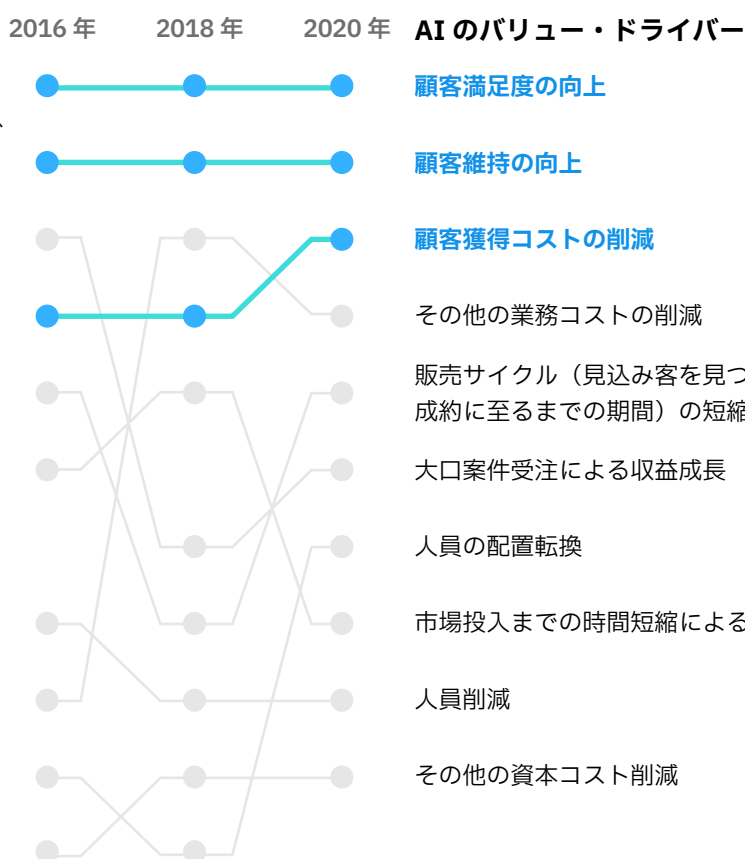 2016 年 2018 年 2020 年 AI のバリュー・ドライバー
顧客満足度の向上
、
顧客維持の向上
顧客獲得コストの削減
その他の業務コストの削減
販売サイクル（見込み客を見つ
成約に至るまでの期間）の短縮
大口案件受注による収益成長
人員の配置転換
市場投入までの時間短縮による
人員削減
その他の資本コスト削減